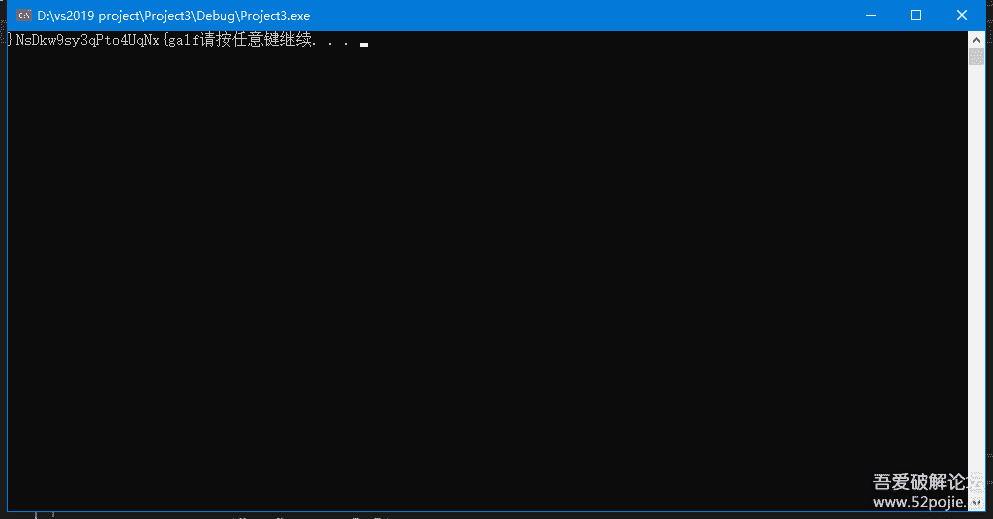 D:\vs2019 project\Project3\Debug\Project3.exe
}NsDkw9sy3qPto4UqNx{galf请按任意键继续. . .
吾爱破解论坛
www.52pojie.